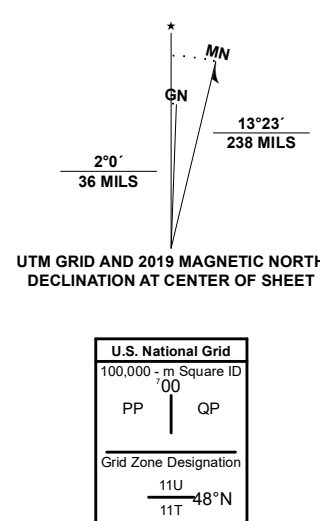 ★
MN
GN
13°23´
238 MILS
2°0´
36 MILS
UTM GRID AND 2019 MAGNETIC NORTH
DECLINATION AT CENTER OF SHEET
U.S. National Grid
100,000 - m Square ID
⁷00
PP QP
Grid Zone Designation
11U
48°N
11T